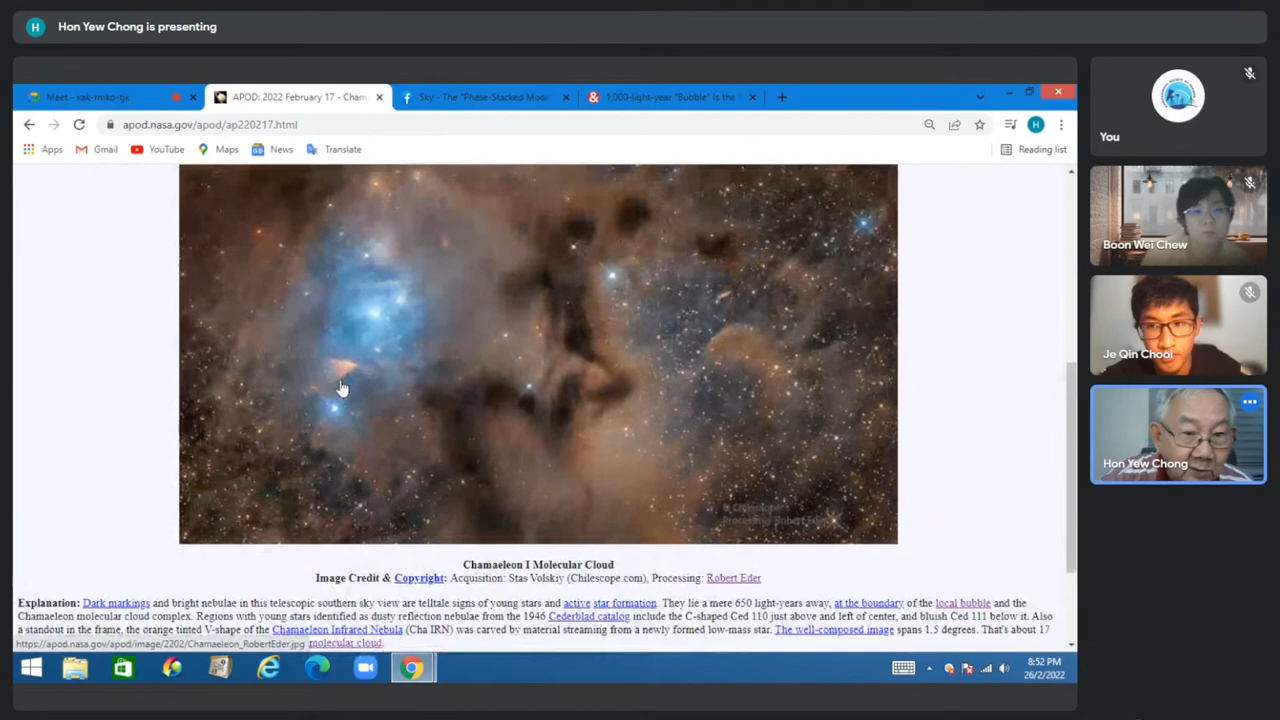 H Hon Yew Chong is presenting
Meet - xak-rmko-tjx
APOD: 2022 February 17 - Cham
Sky - The "Phase-Stacked Moon
1,000-light-year "Bubble" Is the
apod.nasa.gov/apod/ap220217.html
H
Apps Gmail YouTube Maps News Translate Reading list
You
Boon Wei Chew
Je Qin Chooi
Hon Yew Chong
© Chilescope
Processing: Robert Eder
Chamaeleon I Molecular Cloud
Image Credit & Copyright: Acquisition: Stas Volskiy (Chilescope.com), Processing: Robert Eder
Explanation: Dark markings and bright nebulae in this telescopic southern sky view are telltale signs of young stars and active star formation. They lie a mere 650 light-years away, at the boundary of the local bubble and the
Chamaeleon molecular cloud complex. Regions with young stars identified as dusty reflection nebulae from the 1946 Cederblad catalog include the C-shaped Ced 110 just above and left of center, and bluish Ced 111 below it. Also
a standout in the frame, the orange tinted V-shape of the Chamaeleon Infrared Nebula (Cha IRN) was carved by material streaming from a newly formed low-mass star. The well-composed image spans 1.5 degrees. That's about 17
https://apod.nasa.gov/apod/image/2202/Chamaeleon_RobertEder.jpg molecular cloud.
8:52 PM
26/2/2022